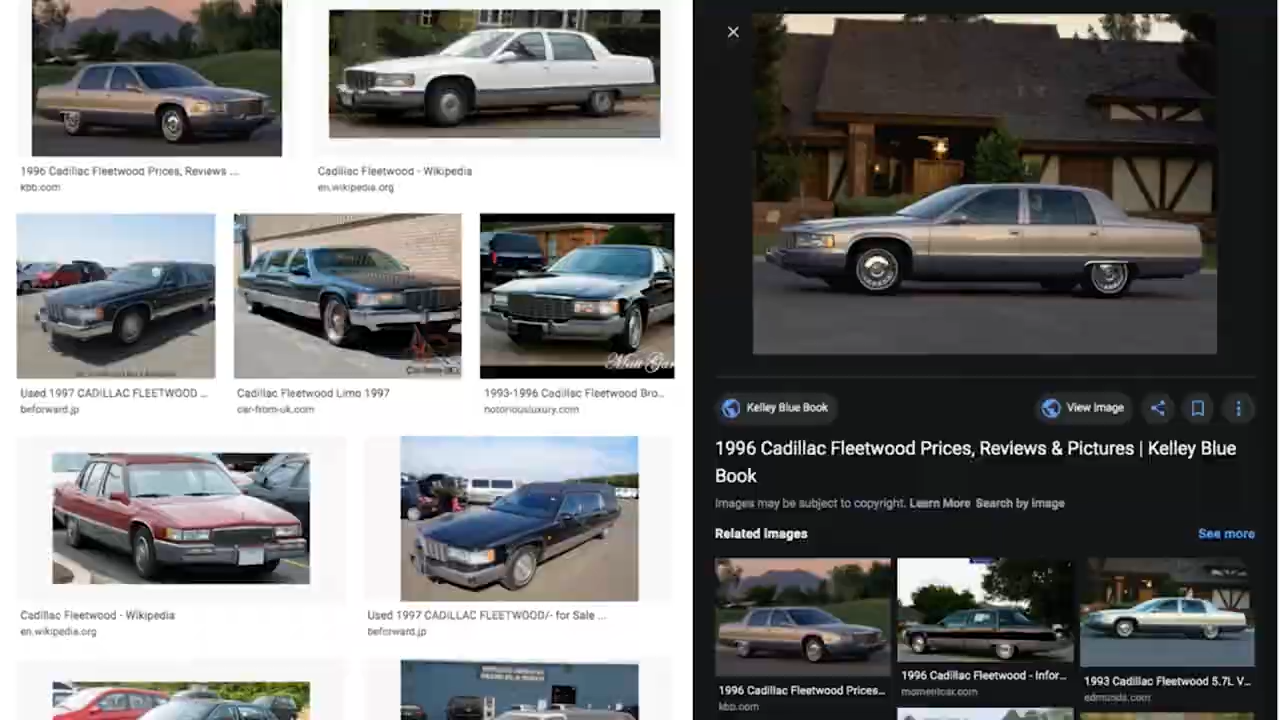 1996 Cadillac Fleetwood Prices, Reviews ...
kbb.com
Cadillac Fleetwood - Wikipedia
en.wikipedia.org
Used 1997 CADILLAC FLEETWOOD ...
beforward.jp
Cadillac Fleetwood Limo 1997
car-from-uk.com
1993-1996 Cadillac Fleetwood Bro...
notoriousluxury.com
Cadillac Fleetwood - Wikipedia
en.wikipedia.org
Used 1997 CADILLAC FLEETWOOD/- for Sale ...
beforward.jp
Kelley Blue Book
View Image
1996 Cadillac Fleetwood Prices, Reviews & Pictures | Kelley Blue
Book
Images may be subject to copyright. Learn More Search by image
Related Images
See more
1996 Cadillac Fleetwood Prices...
kbb.com
1996 Cadillac Fleetwood - Infor...
momentcar.com
1993 Cadillac Fleetwood 5.7L V...
edmunds.com